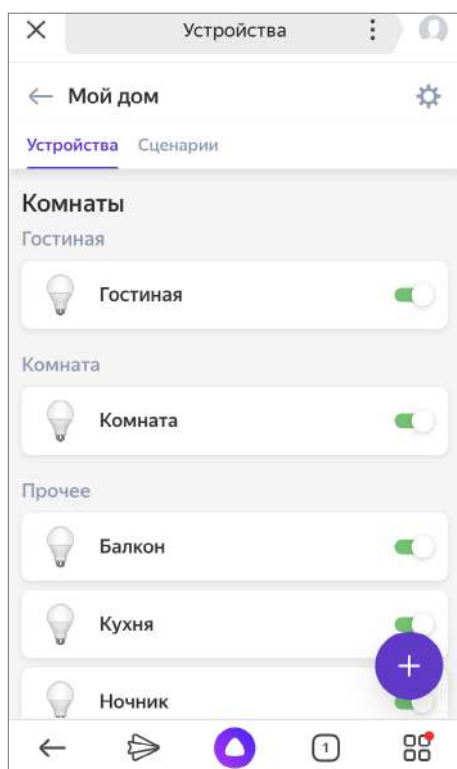 Устройства
Мой дом
Устройства Сценарии
Комнаты
Гостиная
Гостиная
Комната
Комната
Прочее
Балкон
Кухня
Ночник
1